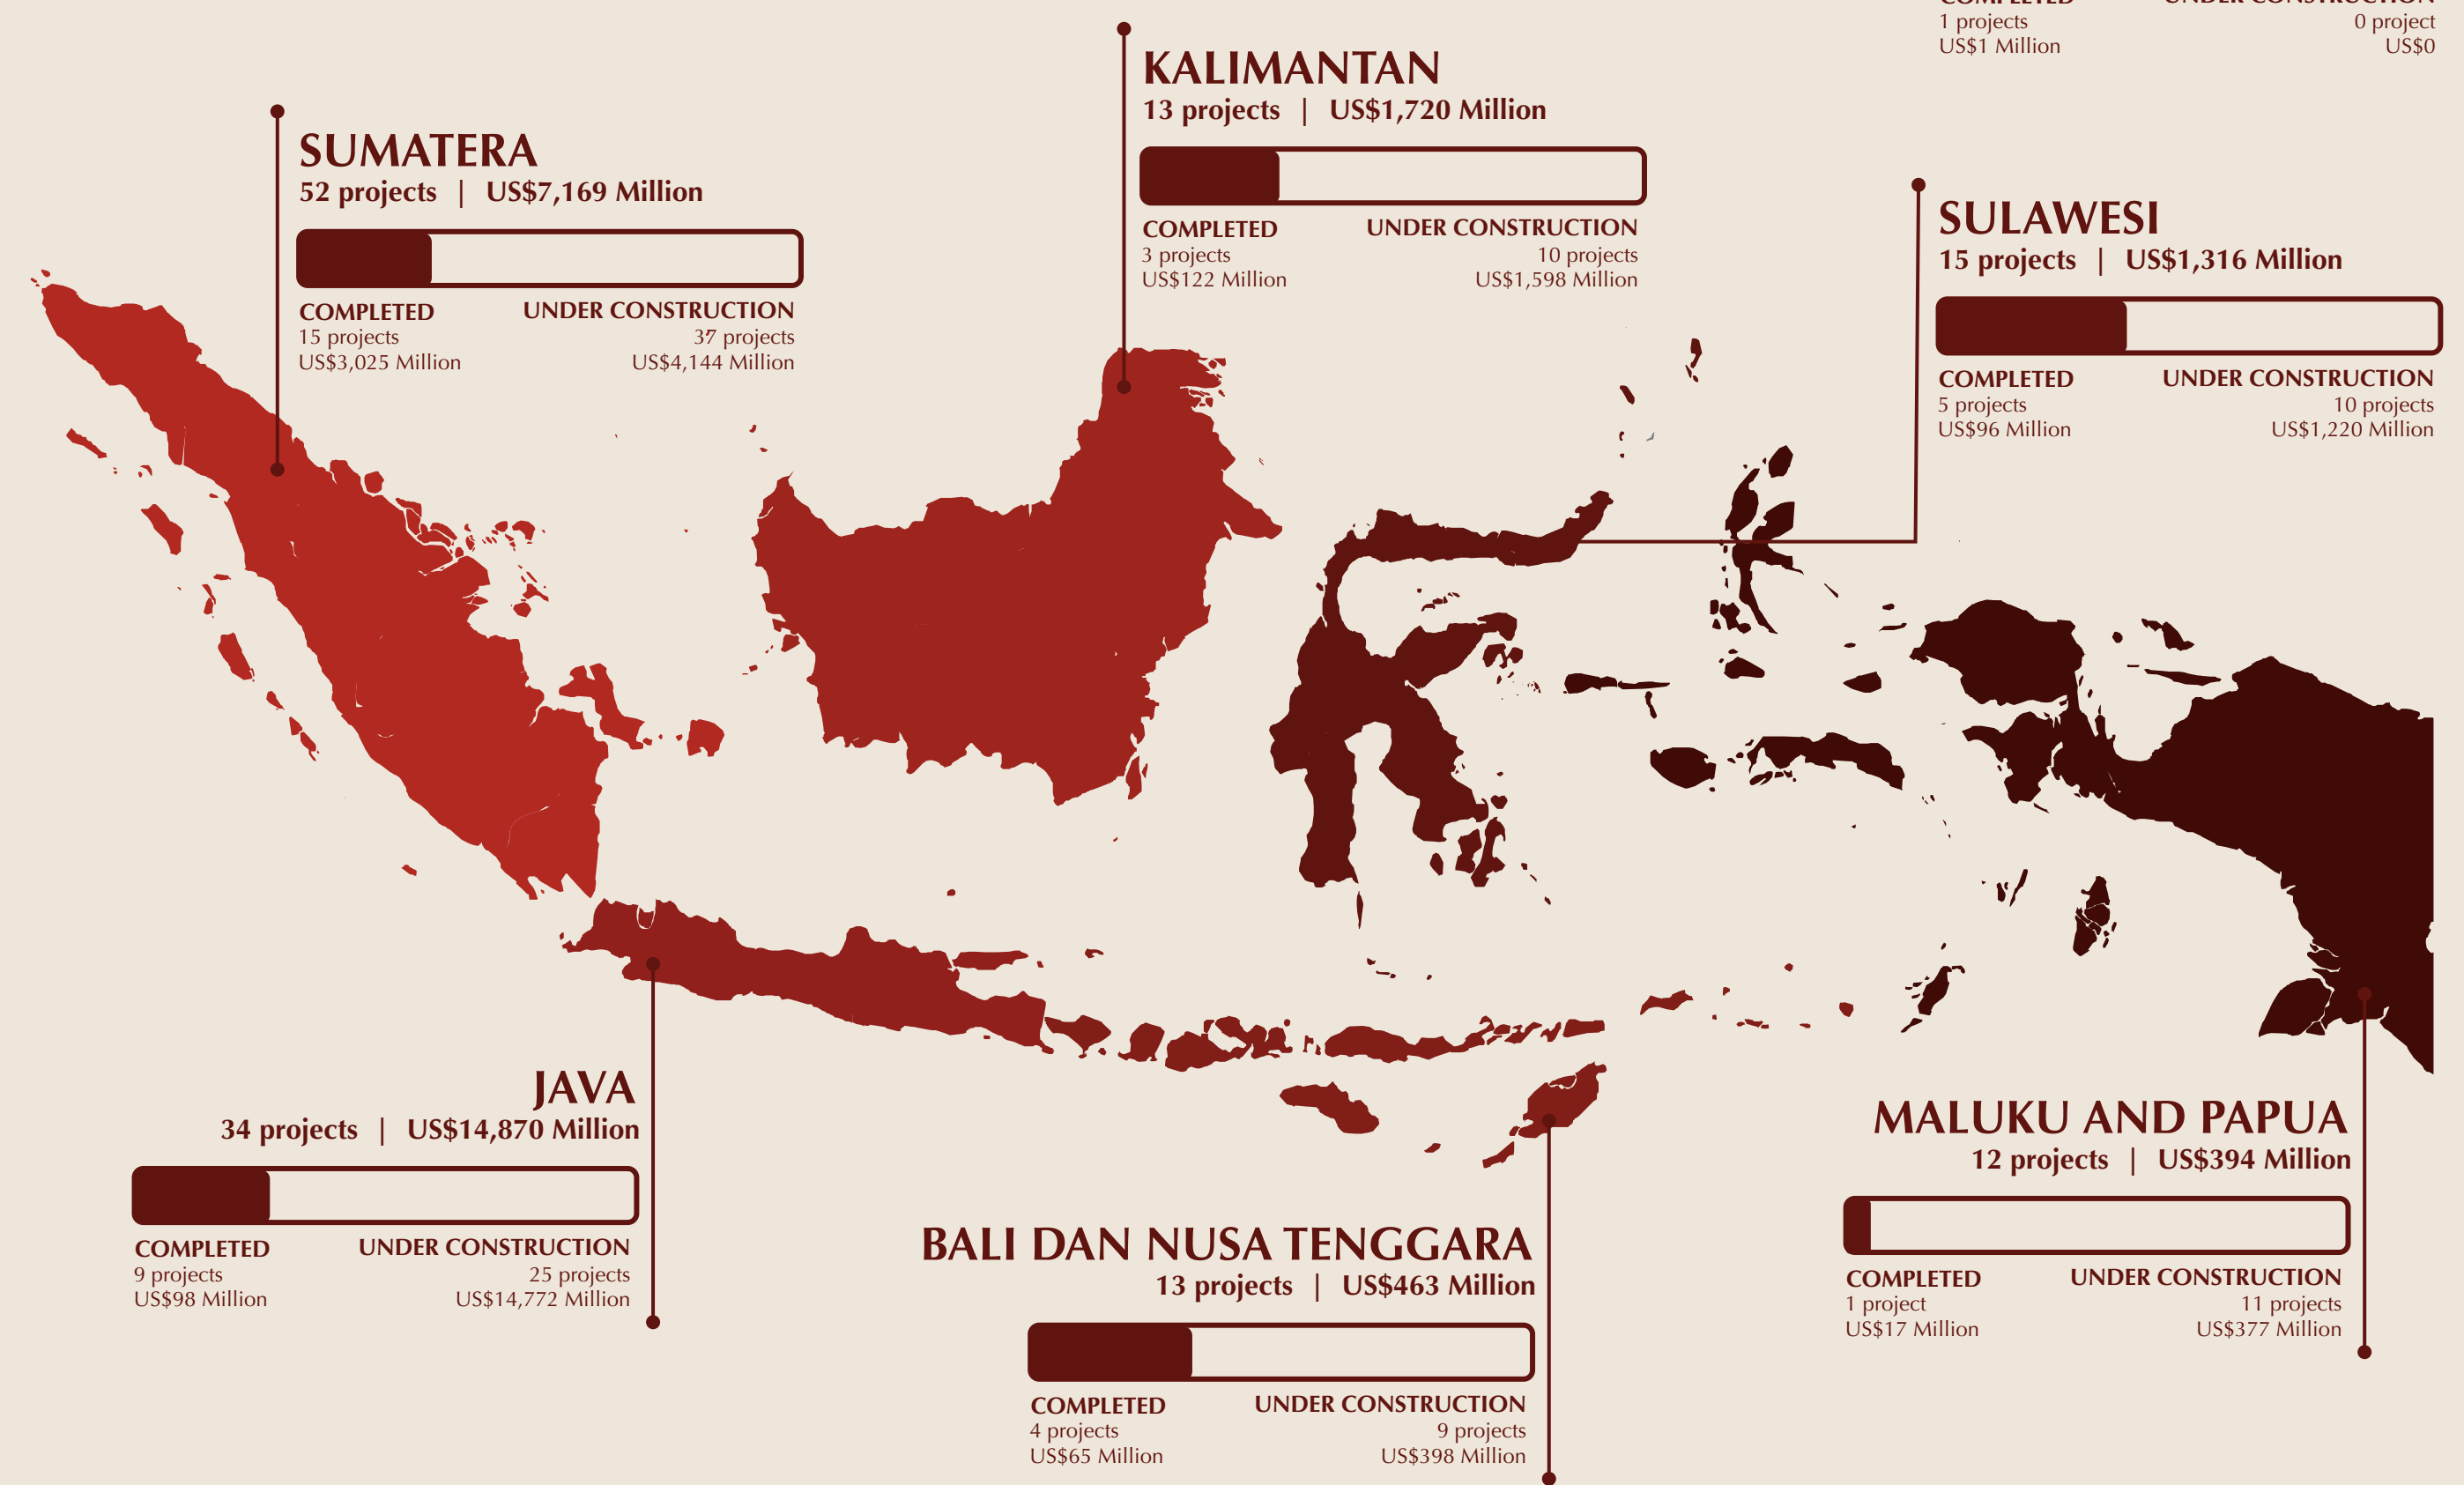 COMPLETED UNDER CONSTRUCTION
1 projects 0 project
US$1 Million US$0
KALIMANTAN
13 projects | US$1,720 Million
COMPLETED UNDER CONSTRUCTION
3 projects 10 projects
US$122 Million US$1,598 Million
SUMATERA
52 projects | US$7,169 Million
COMPLETED UNDER CONSTRUCTION
15 projects 37 projects
US$3,025 Million US$4,144 Million
SULAWESI
15 projects | US$1,316 Million
COMPLETED UNDER CONSTRUCTION
5 projects 10 projects
US$96 Million US$1,220 Million
JAVA
34 projects | US$14,870 Million
COMPLETED UNDER CONSTRUCTION
9 projects 25 projects
US$98 Million US$14,772 Million
BALI DAN NUSA TENGGARA
13 projects | US$463 Million
COMPLETED UNDER CONSTRUCTION
4 projects 9 projects
US$65 Million US$398 Million
MALUKU AND PAPUA
12 projects | US$394 Million
COMPLETED UNDER CONSTRUCTION
1 project 11 projects
US$17 Million US$377 Million